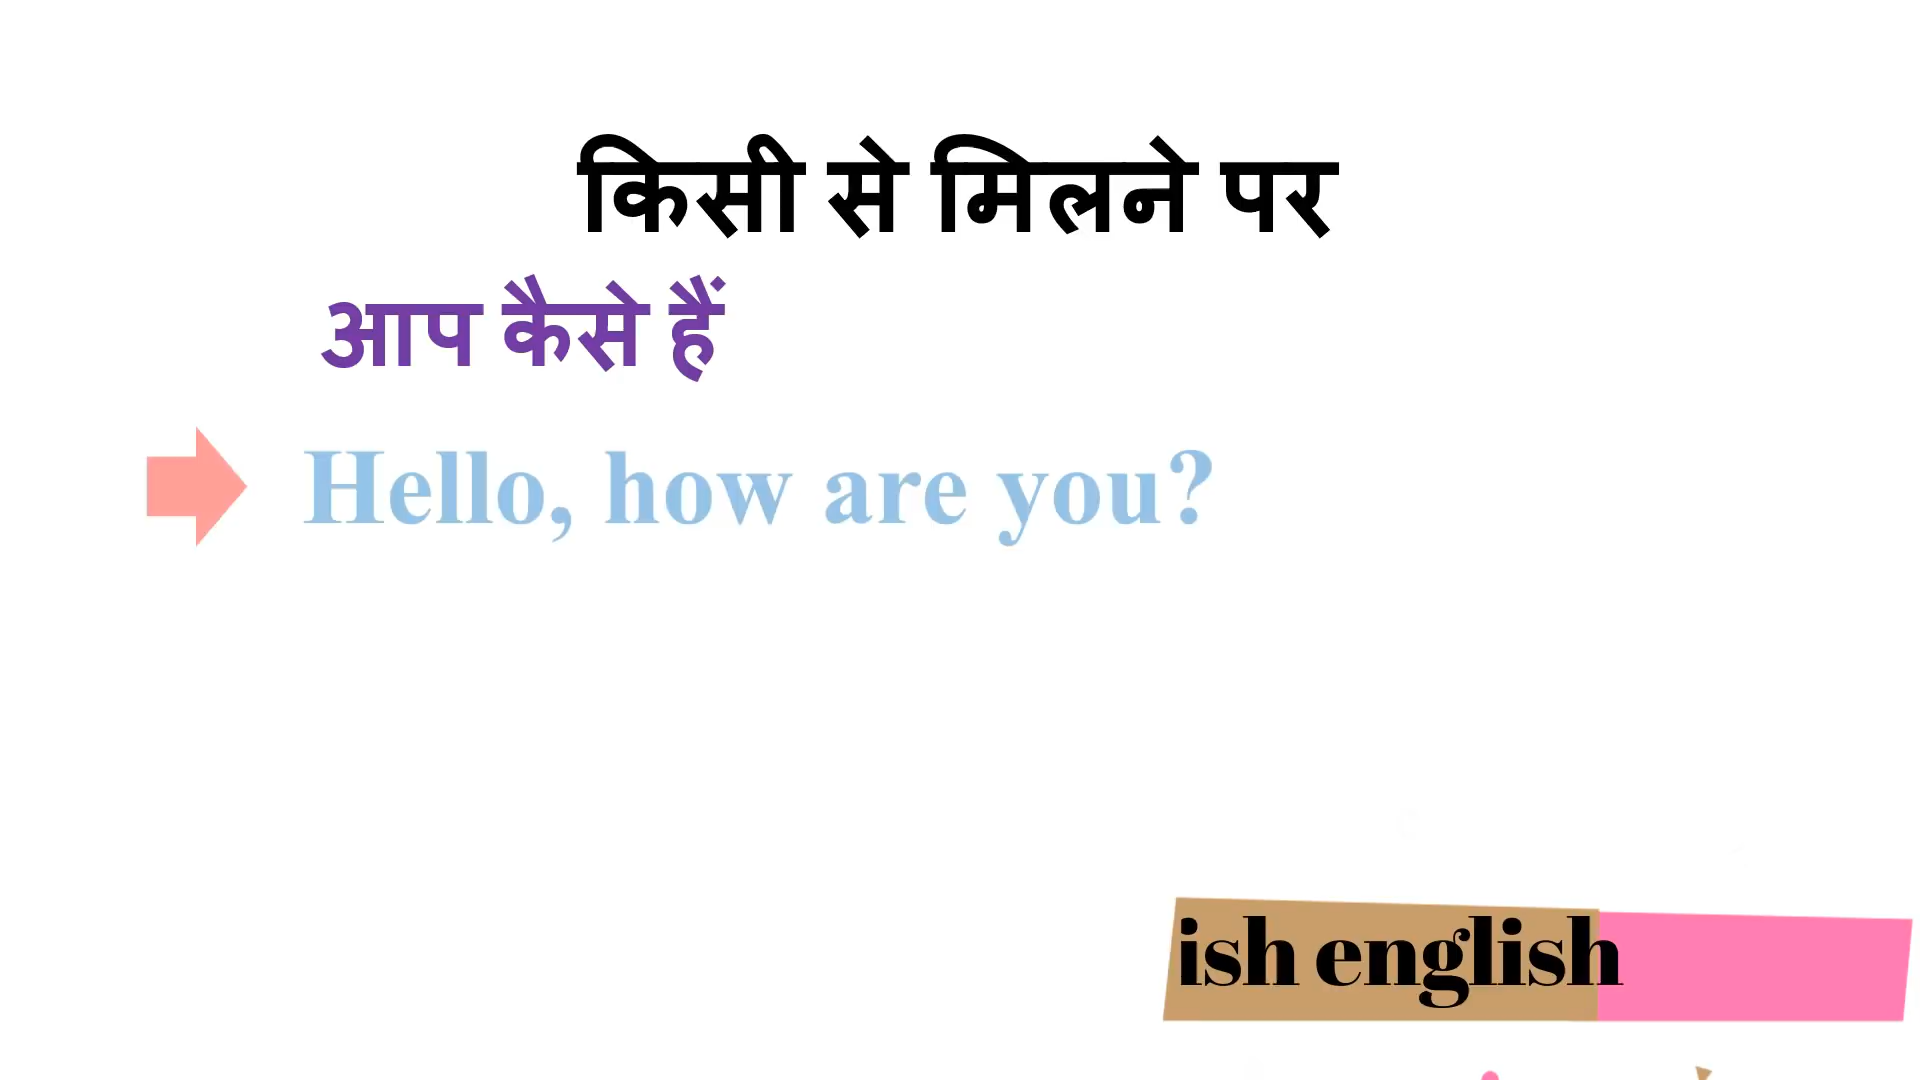 किसी से मिलने पर
आप कैसे हैं
Hello, how are you?
ish english